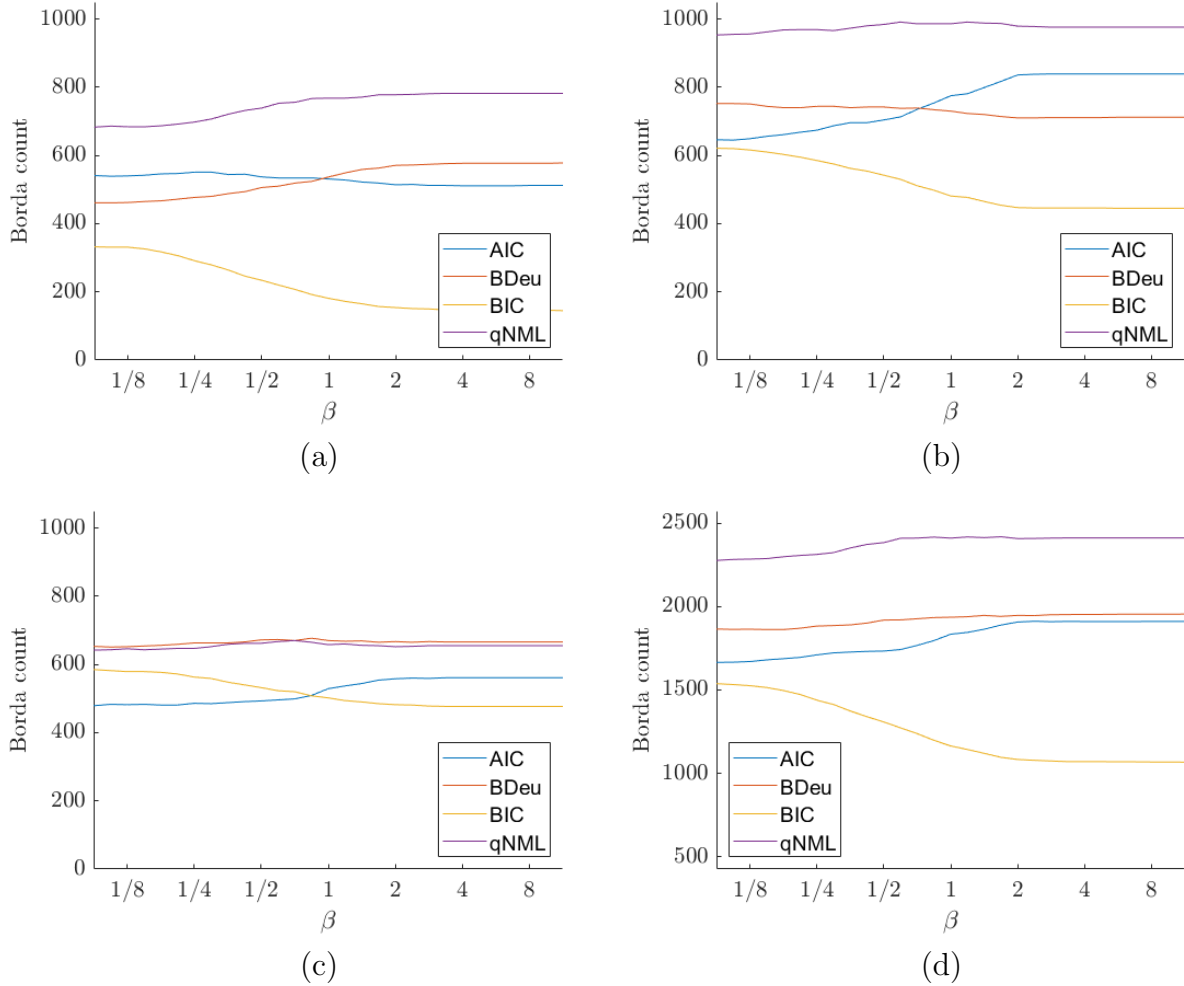 1000
800
600
400
200
0
Borda count
1/8 1/4 1/2 1 2 4 8
β
AIC
BDeu
BIC
qNML
(a)
1000
800
600
400
200
0
Borda count
1/8 1/4 1/2 1 2 4 8
β
AIC
BDeu
BIC
qNML
(b)
1000
800
600
400
200
0
Borda count
1/8 1/4 1/2 1 2 4 8
β
AIC
BDeu
BIC
qNML
(c)
2500
2000
1500
1000
500
Borda count
1/8 1/4 1/2 1 2 4 8
β
AIC
BDeu
BIC
qNML
(d)